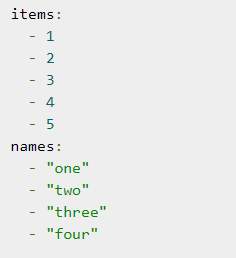 items:
  - 1
  - 2
  - 3
  - 4
  - 5
names:
  - "one"
  - "two"
  - "three"
  - "four"